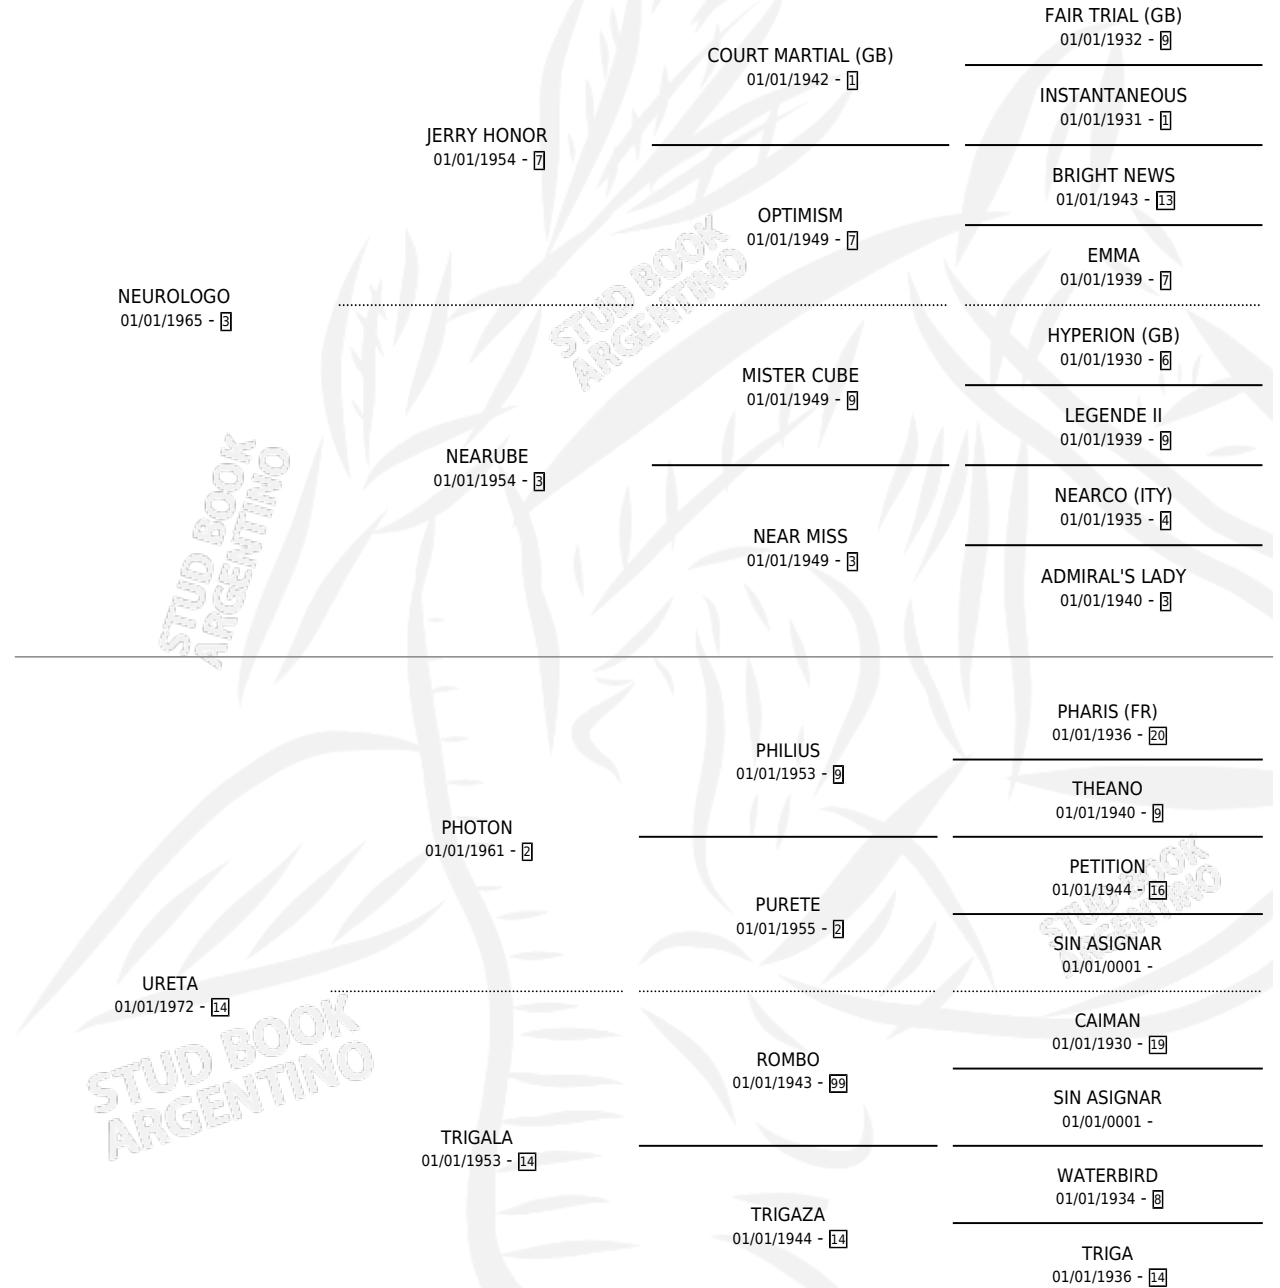 FAIR TRIAL (GB)
01/01/1932 - 9
COURT MARTIAL (GB)
01/01/1942 - 1
INSTANTANEOUS
01/01/1931 - 1
JERRY HONOR
01/01/1954 - 7
BRIGHT NEWS
01/01/1943 - 13
OPTIMISM
01/01/1949 - 7
EMMA
01/01/1939 - 7
NEUROLOGO
01/01/1965 - 3
HYPERION (GB)
01/01/1930 - 6
MISTER CUBE
01/01/1949 - 9
LEGENDE II
01/01/1939 - 9
NEARUBE
01/01/1954 - 3
NEARCO (ITY)
01/01/1935 - 4
NEAR MISS
01/01/1949 - 3
ADMIRAL'S LADY
01/01/1940 - 3
PHARIS (FR)
01/01/1936 - 20
PHILIUS
01/01/1953 - 9
THEANO
01/01/1940 - 9
PHOTON
01/01/1961 - 2
PETITION
01/01/1944 - 16
PURETE
01/01/1955 - 2
SIN ASIGNAR
01/01/0001 -
URETA
01/01/1972 - 14
CAIMAN
01/01/1930 - 19
ROMBO
01/01/1943 - 99
SIN ASIGNAR
01/01/0001 -
TRIGALA
01/01/1953 - 14
WATERBIRD
01/01/1934 - 8
TRIGAZA
01/01/1944 - 14
TRIGA
01/01/1936 - 14
STUD BOOK
ARGENTINO
STUD BOOK
ARGENTINO
STUD BOOK
ARGENTINO
STUD BOOK
ARGENTINO